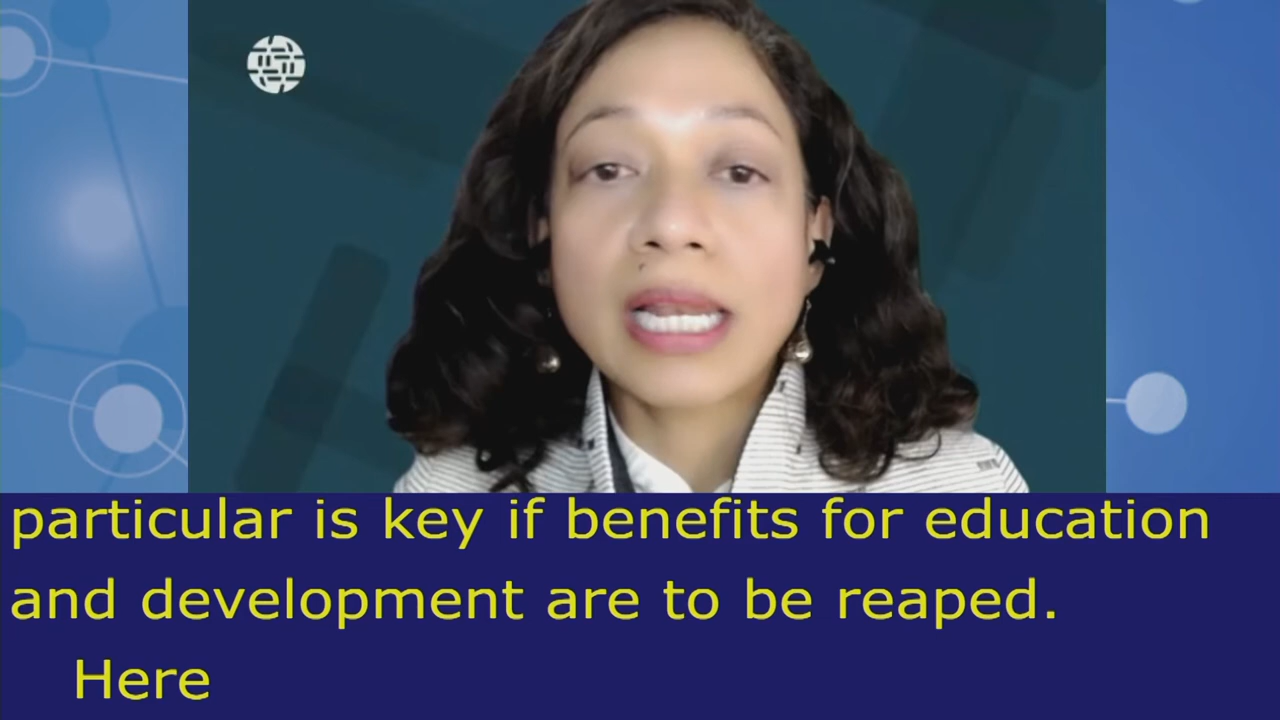 particular is key if benefits for education
and development are to be reaped.
Here